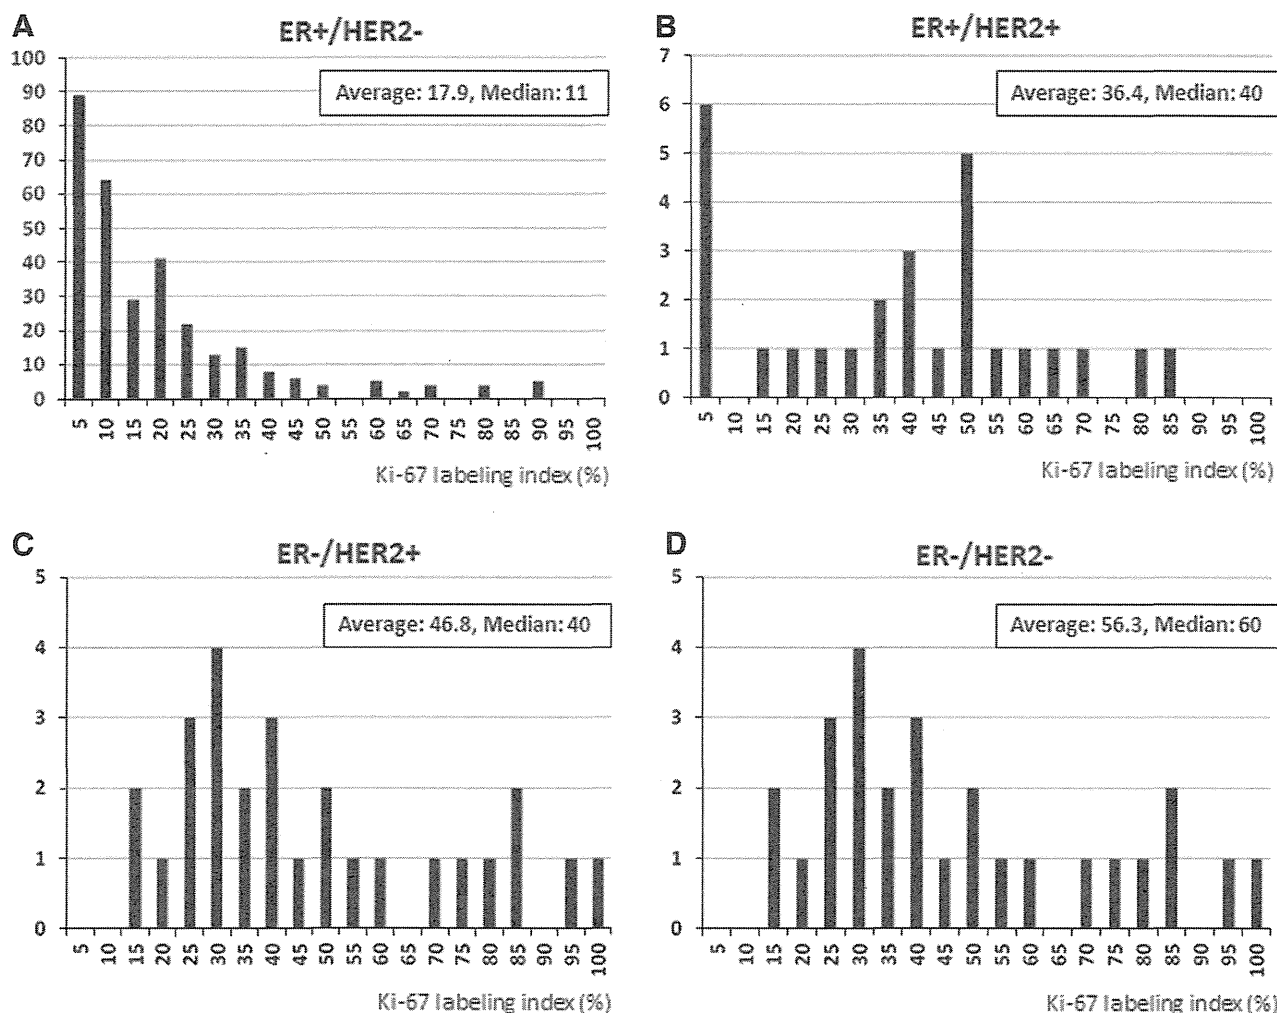 A
ER+/HER2-
100
90
80
70
60
50
40
30
20
10
0
Average: 17.9, Median: 11
5 10 15 20 25 30 35 40 45 50 55 60 65 70 75 80 85 90 95 100
Ki-67 labeling index (%)
B
ER+/HER2+
7
6
5
4
3
2
1
0
Average: 36.4, Median: 40
5 10 15 20 25 30 35 40 45 50 55 60 65 70 75 80 85 90 95 100
Ki-67 labeling index (%)
C
ER-/HER2+
5
4
3
2
1
0
Average: 46.8, Median: 40
5 10 15 20 25 30 35 40 45 50 55 60 65 70 75 80 85 90 95 100
Ki-67 labeling index (%)
D
ER-/HER2-
5
4
3
2
1
0
Average: 56.3, Median: 60
5 10 15 20 25 30 35 40 45 50 55 60 65 70 75 80 85 90 95 100
Ki-67 labeling index (%)